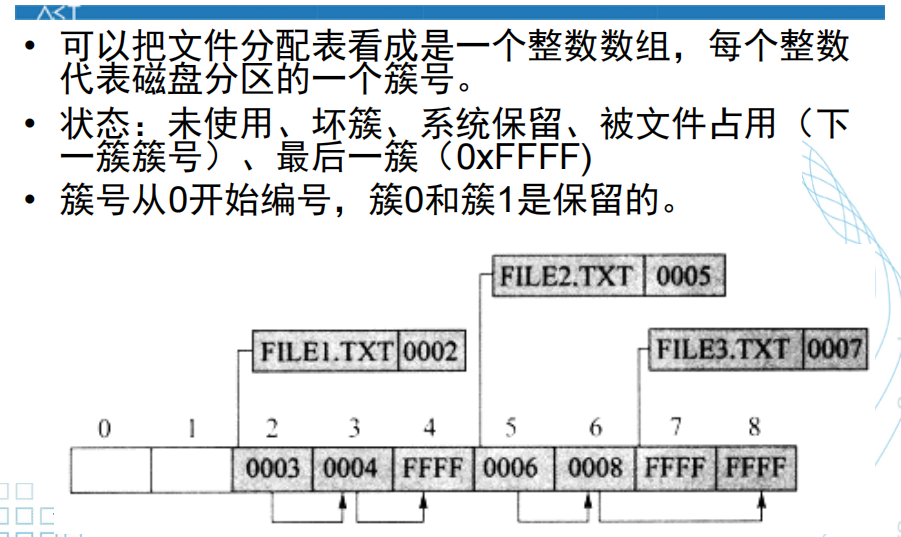 • 可以把文件分配表看成是一个整数数组，每个整数
代表磁盘分区的一个簇号。
• 状态：未使用、坏簇、系统保留、被文件占用（下
一簇簇号）、最后一簇（0xFFFF)
• 簇号从0开始编号，簇0和簇1是保留的。
FILE2.TXT 0005
FILE1.TXT 0002
FILE3.TXT 0007
0 1 2 3 4 5 6 7 8
0003 0004 FFFF 0006 0008 FFFF FFFF